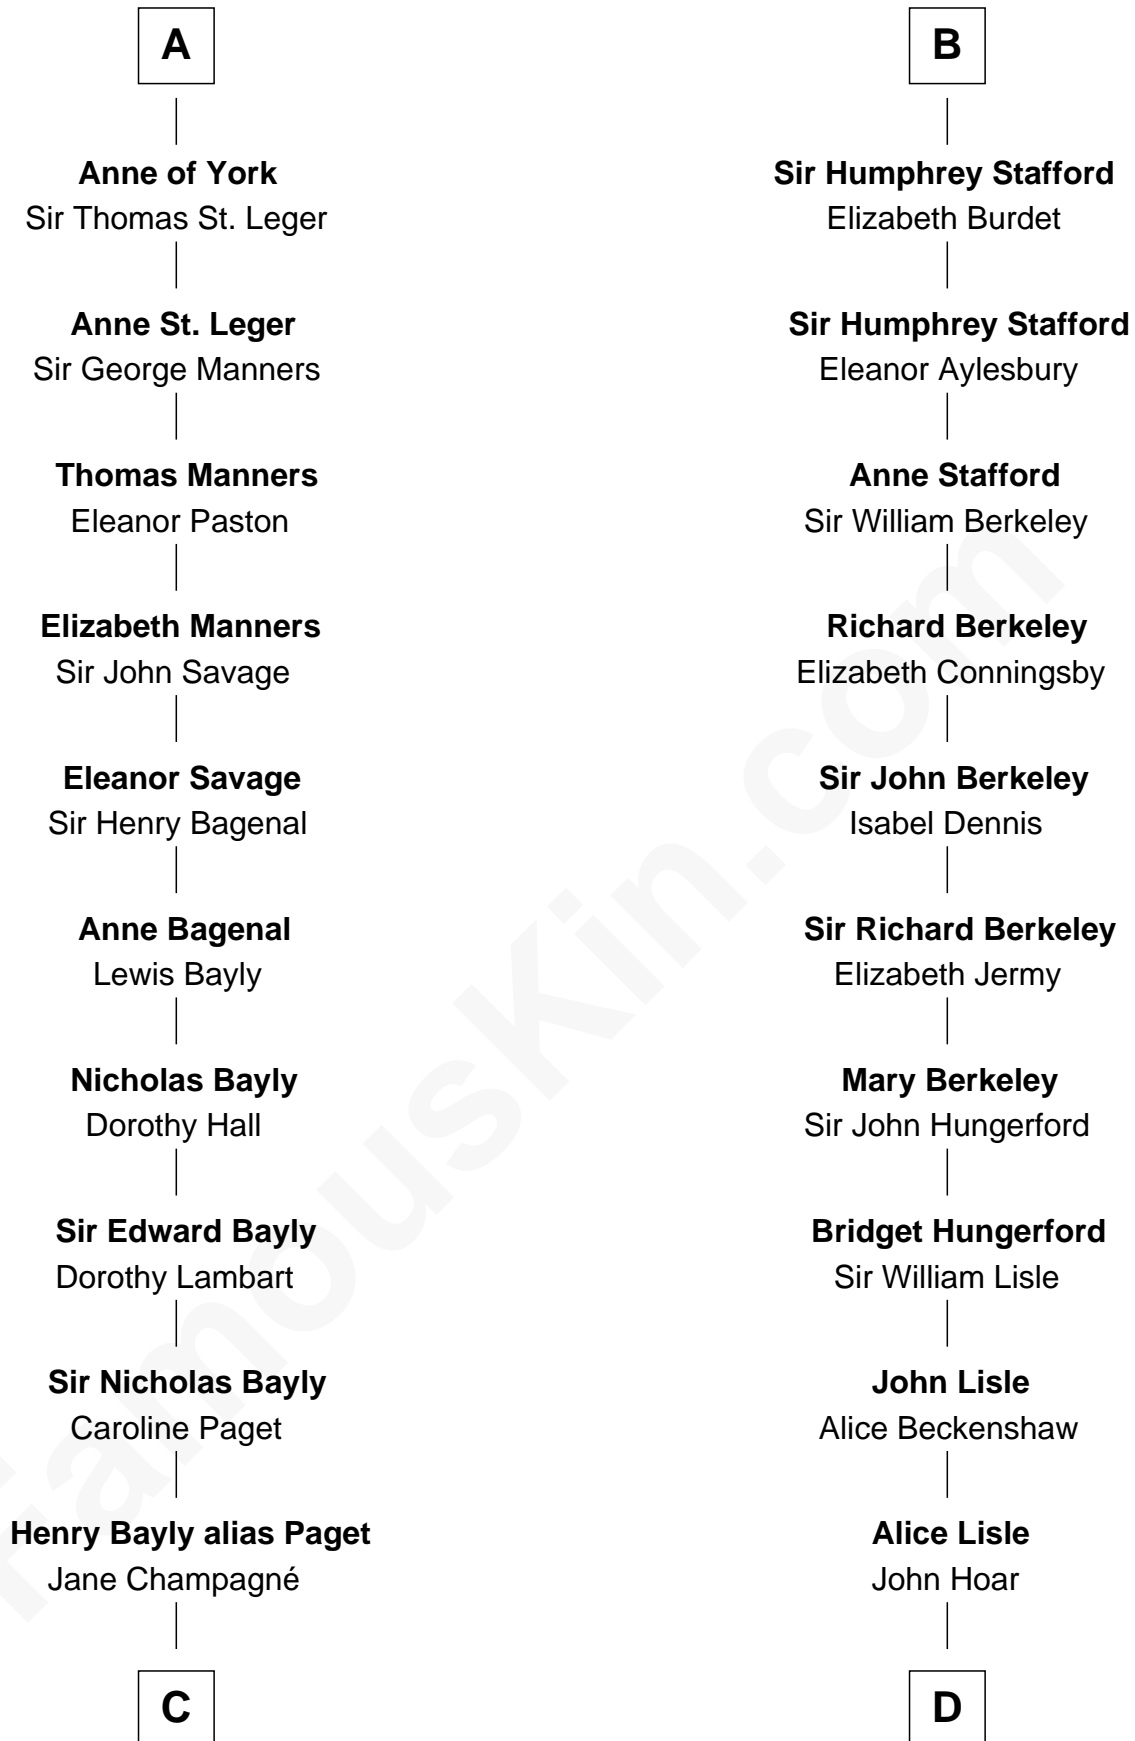 A
Anne of York
Sir Thomas St. Leger
Anne St. Leger
Sir George Manners
Thomas Manners
Eleanor Paston
Elizabeth Manners
Sir John Savage
Eleanor Savage
Sir Henry Bagenal
Anne Bagenal
Lewis Bayly
Nicholas Bayly
Dorothy Hall
Sir Edward Bayly
Dorothy Lambart
Sir Nicholas Bayly
Caroline Paget
Henry Bayly alias Paget
Jane Champagné
C
B
Sir Humphrey Stafford
Elizabeth Burdet
Sir Humphrey Stafford
Eleanor Aylesbury
Anne Stafford
Sir William Berkeley
Richard Berkeley
Elizabeth Conningsby
Sir John Berkeley
Isabel Dennis
Sir Richard Berkeley
Elizabeth Jermy
Mary Berkeley
Sir John Hungerford
Bridget Hungerford
Sir William Lisle
John Lisle
Alice Beckenshaw
Alice Lisle
John Hoar
D
famousKin.com